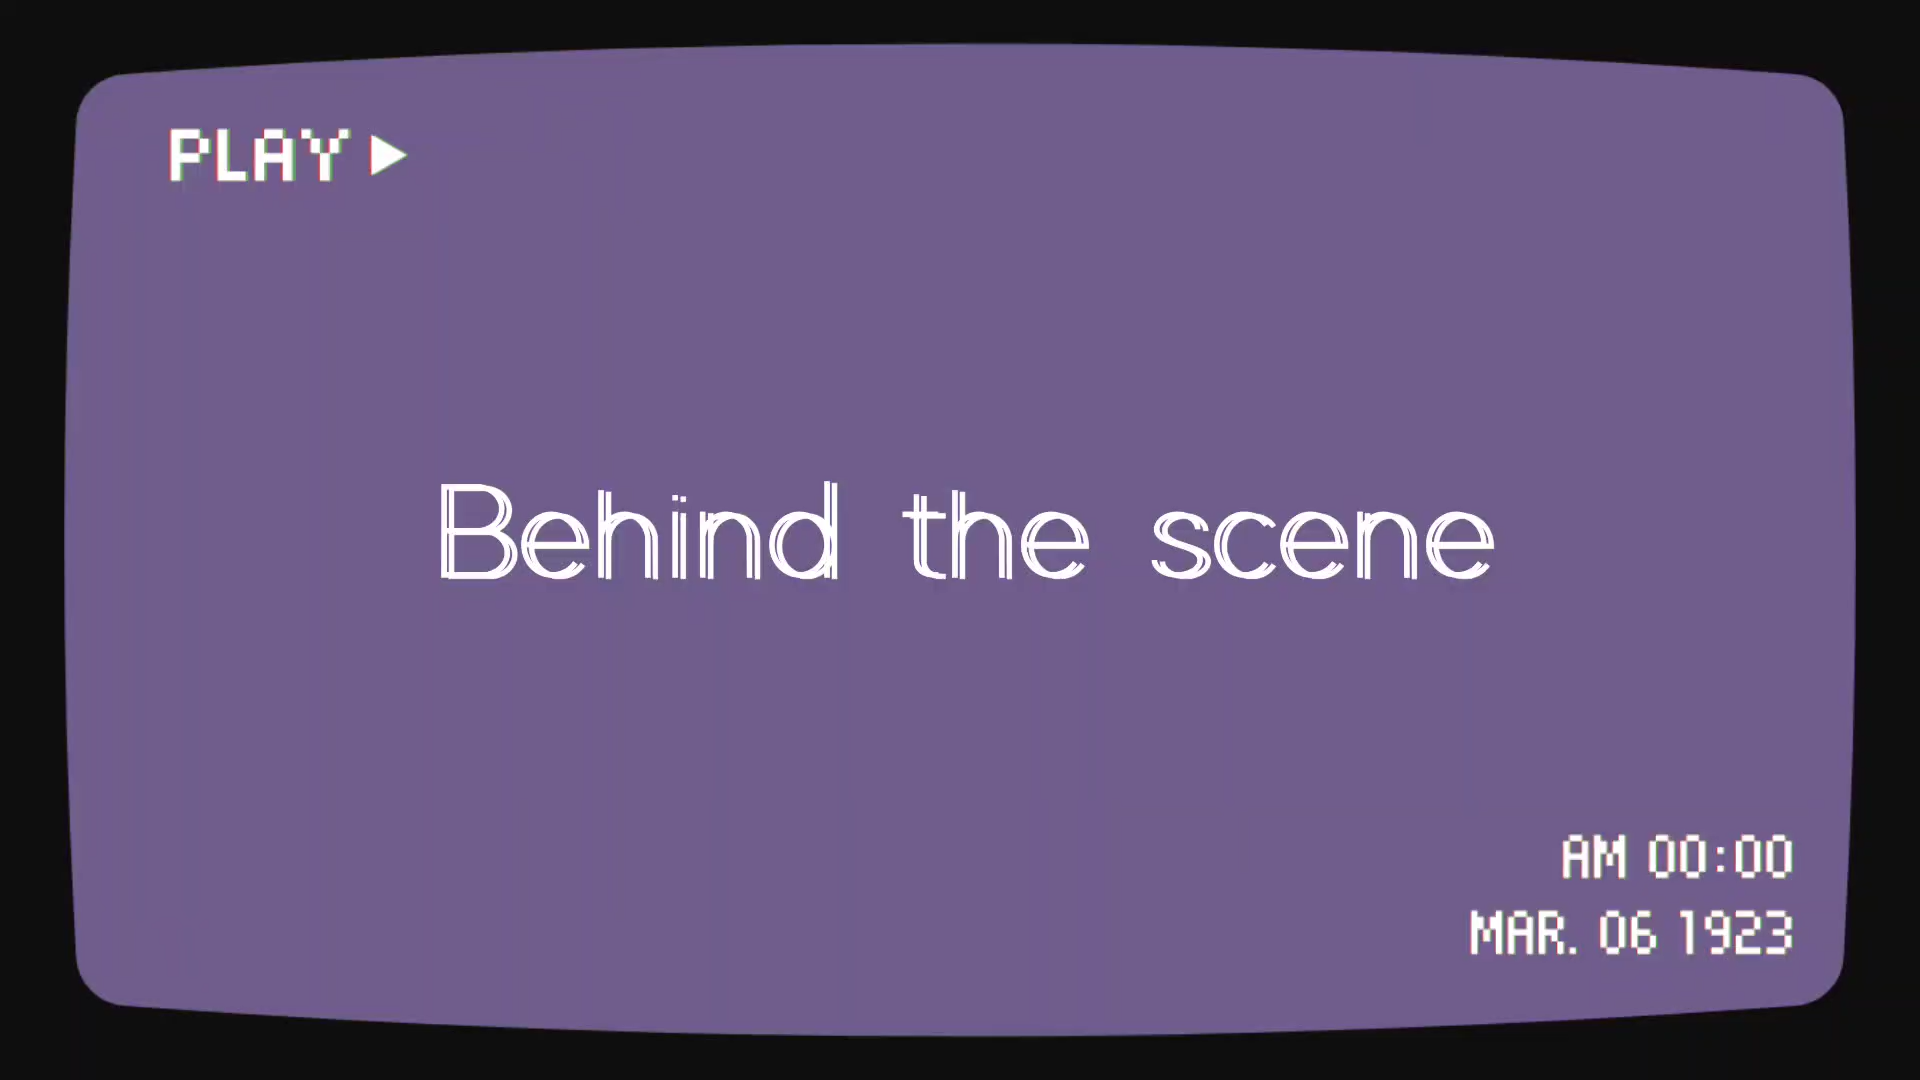 PLAY ▶
Behind the scene
AM 00:00
MAR. 06 1923